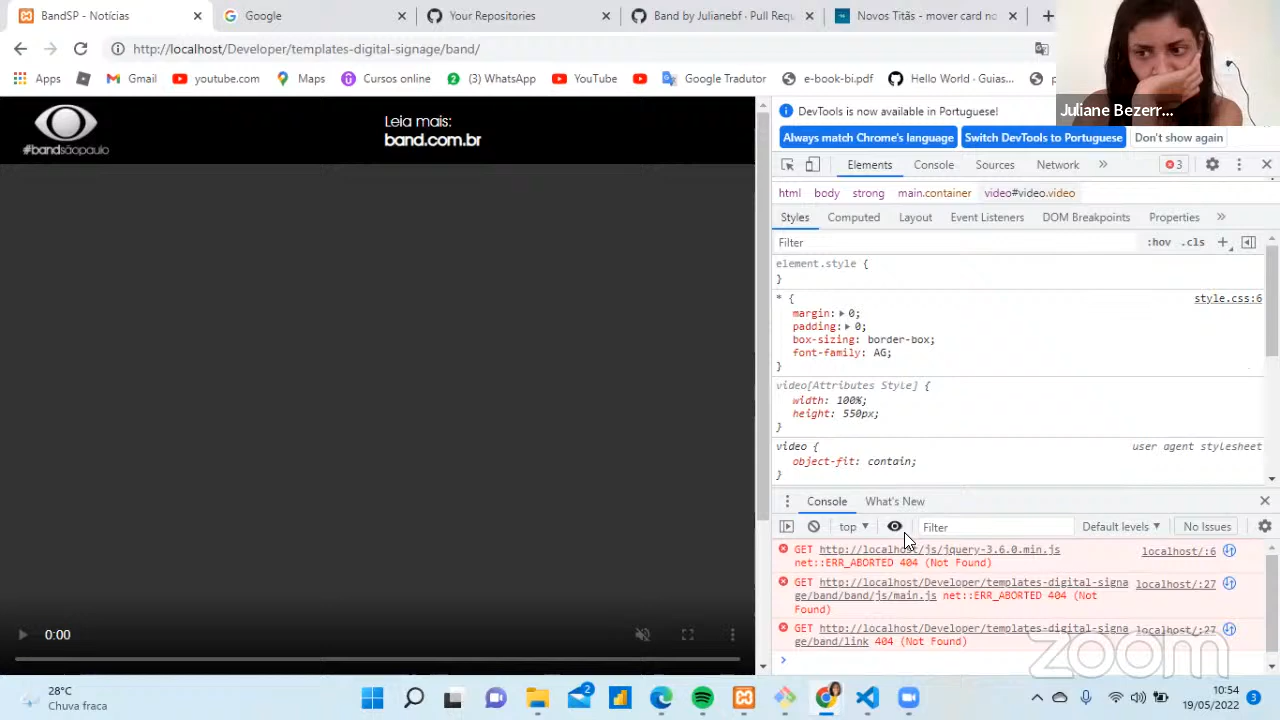 BandSP - Notícias
Google
Your Repositories
Band by Julianebf · Pull Requ
Novos Titãs - mover card no
http://localhost/Developer/templates-digital-signage/band/
Apps
Gmail
youtube.com
Maps
Cursos online
(3) WhatsApp
YouTube
Google Tradutor
e-book-bi.pdf
Hello World · Guias...
Juliane Bezerr...
#bandsãopaulo
Leia mais:
band.com.br
DevTools is now available in Portuguese!
Always match Chrome's language
Switch DevTools to Portuguese
Don't show again
Elements
Console
Sources
Network
3
html
body
strong
main.container
video#video.video
Styles
Computed
Layout
Event Listeners
DOM Breakpoints
Properties
Filter
:hov
.cls
element.style {
}
* {
style.css:6
margin: 0;
padding: 0;
box-sizing: border-box;
font-family: AG;
}
video[Attributes Style] {
width: 100%;
height: 550px;
}
video {
user agent stylesheet
object-fit: contain;
}
Console
What's New
top
Filter
Default levels
No Issues
GET http://localhost/js/jquery-3.6.0.min.js
localhost/:6
net::ERR_ABORTED 404 (Not Found)
GET http://localhost/Developer/templates-digital-signa
localhost/:27
ge/band/band/js/main.js net::ERR_ABORTED 404 (Not
Found)
GET http://localhost/Developer/templates-digital-signa
localhost/:27
ge/band/link 404 (Not Found)
0:00
zoom
28°C
Chuva fraca
2
10:54
19/05/2022
3